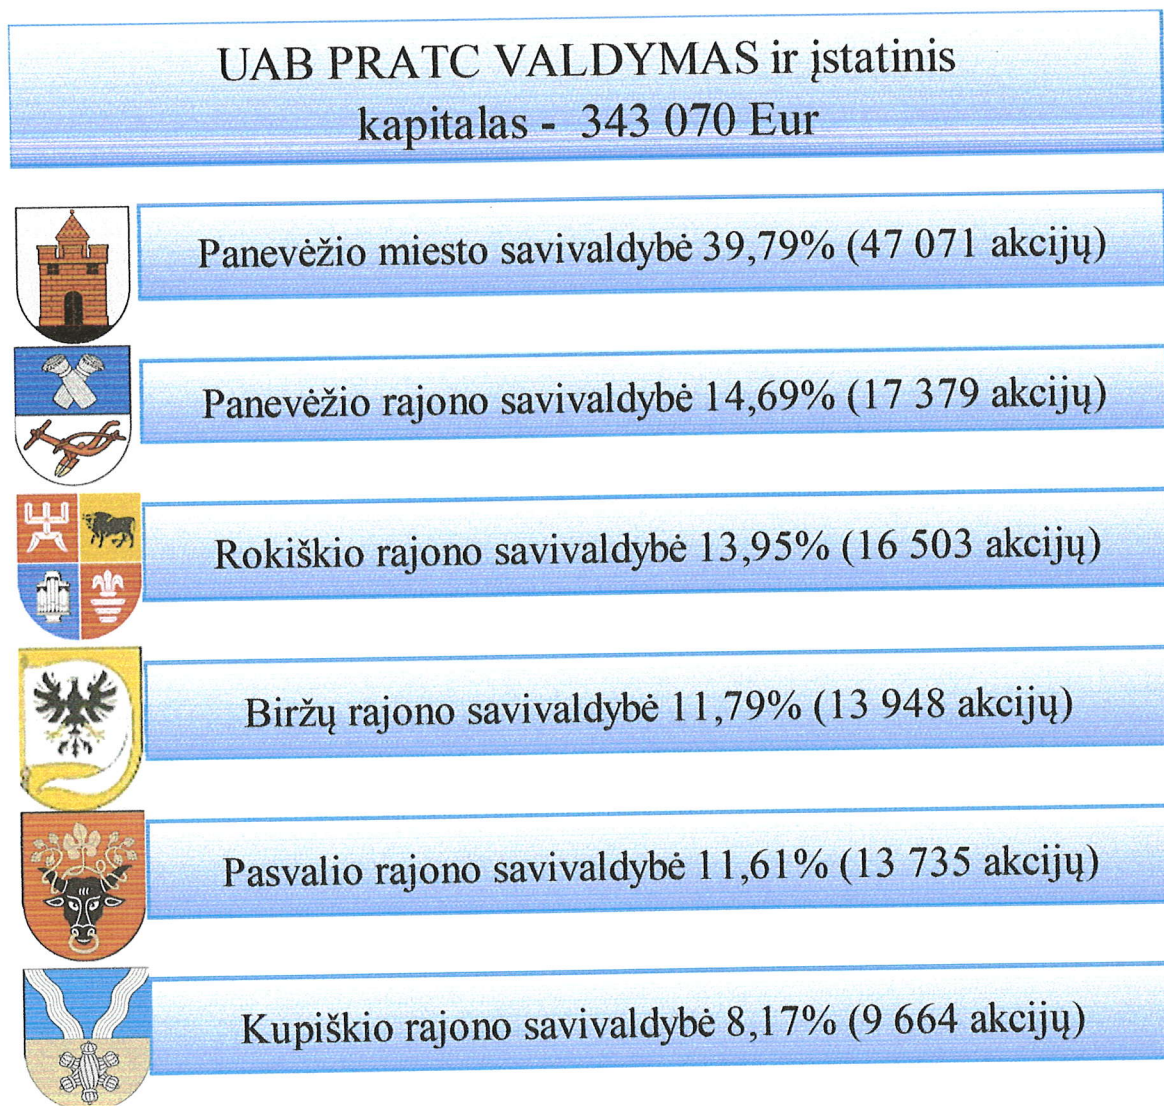 UAB PRATC VALDYMAS ir įstatinis
kapitalas - 343 070 Eur
Panevėžio miesto savivaldybė 39,79% (47 071 akcijų)
Panevėžio rajono savivaldybė 14,69% (17 379 akcijų)
Rokiškio rajono savivaldybė 13,95% (16 503 akcijų)
Biržų rajono savivaldybė 11,79% (13 948 akcijų)
Pasvalio rajono savivaldybė 11,61% (13 735 akcijų)
Kupiškio rajono savivaldybė 8,17% (9 664 akcijų)